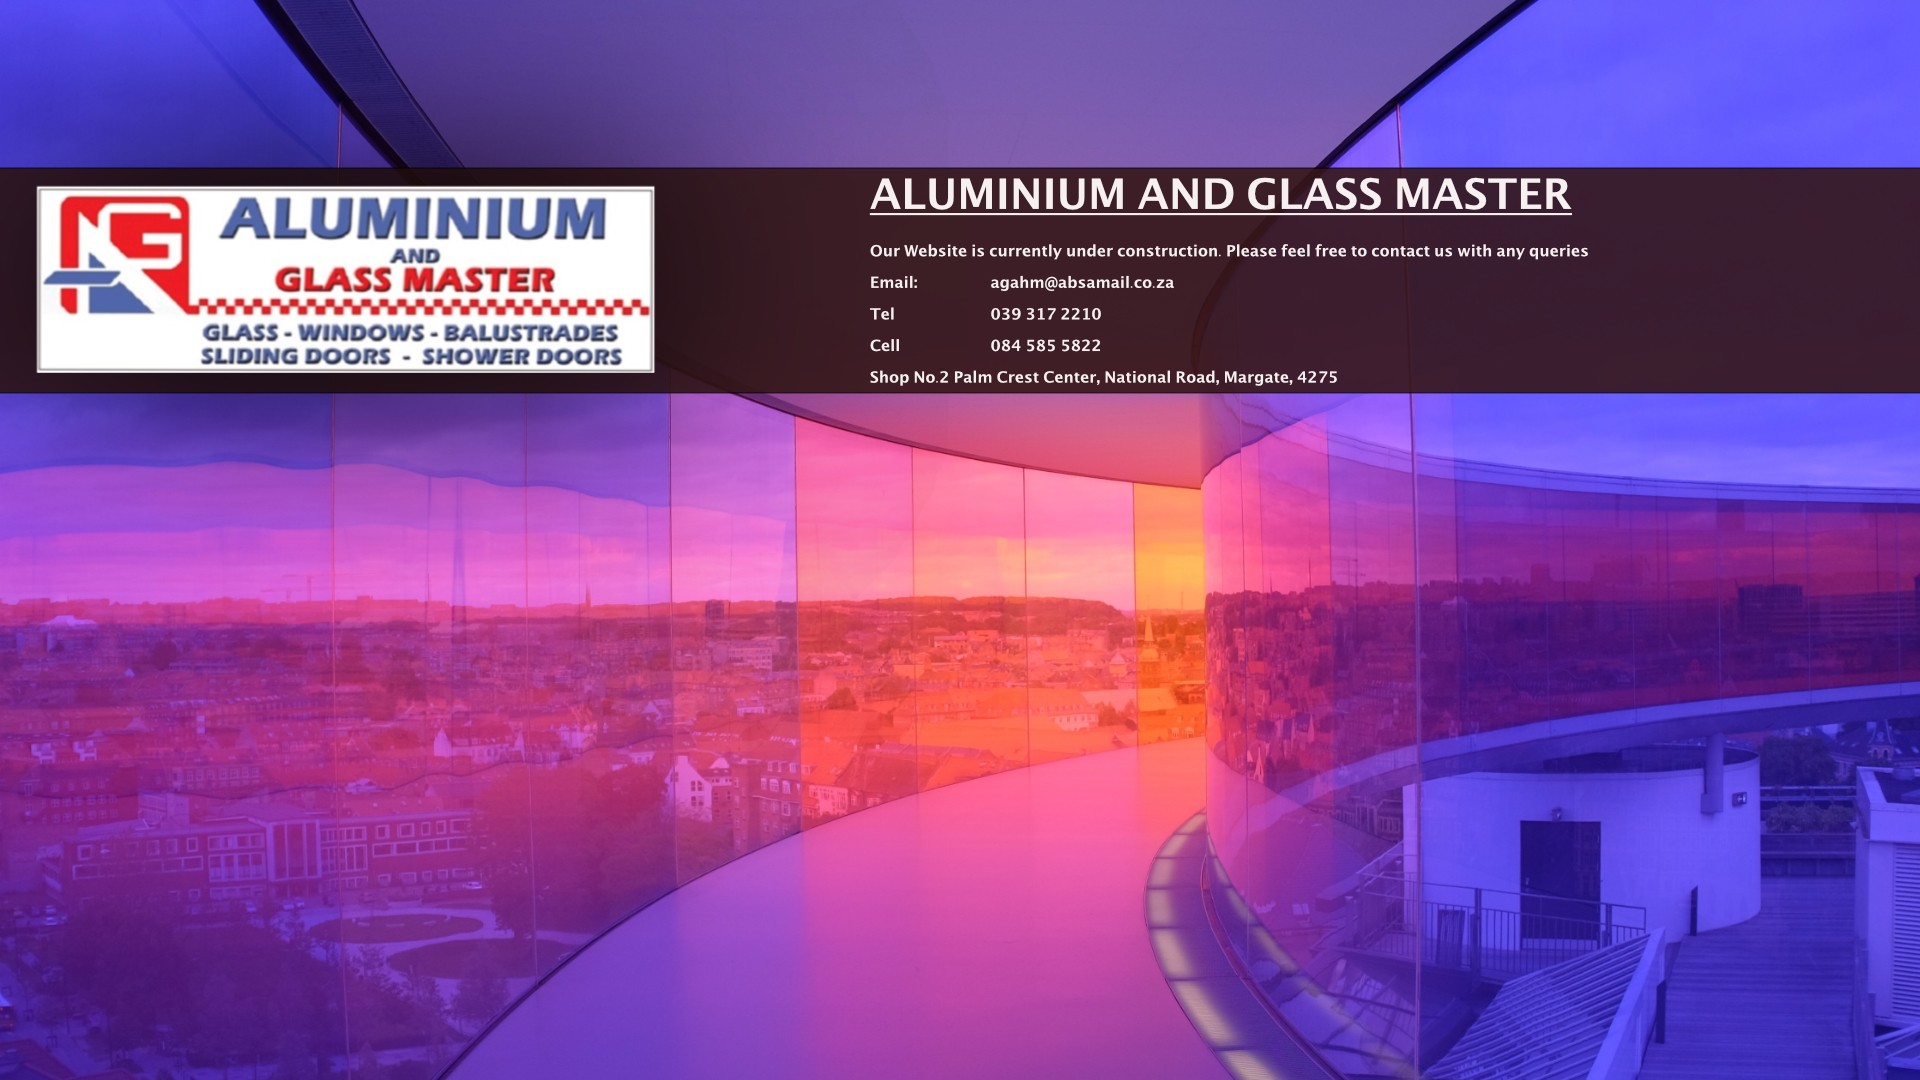 ALUMINIUM
AND
GLASS MASTER
GLASS - WINDOWS - BALUSTRADES
SLIDING DOORS - SHOWER DOORS
ALUMINIUM AND GLASS MASTER
Our Website is currently under construction. Please feel free to contact us with any queries
Email: agahm@absamail.co.za
Tel 039 317 2210
Cell 084 585 5822
Shop No.2 Palm Crest Center, National Road, Margate, 4275